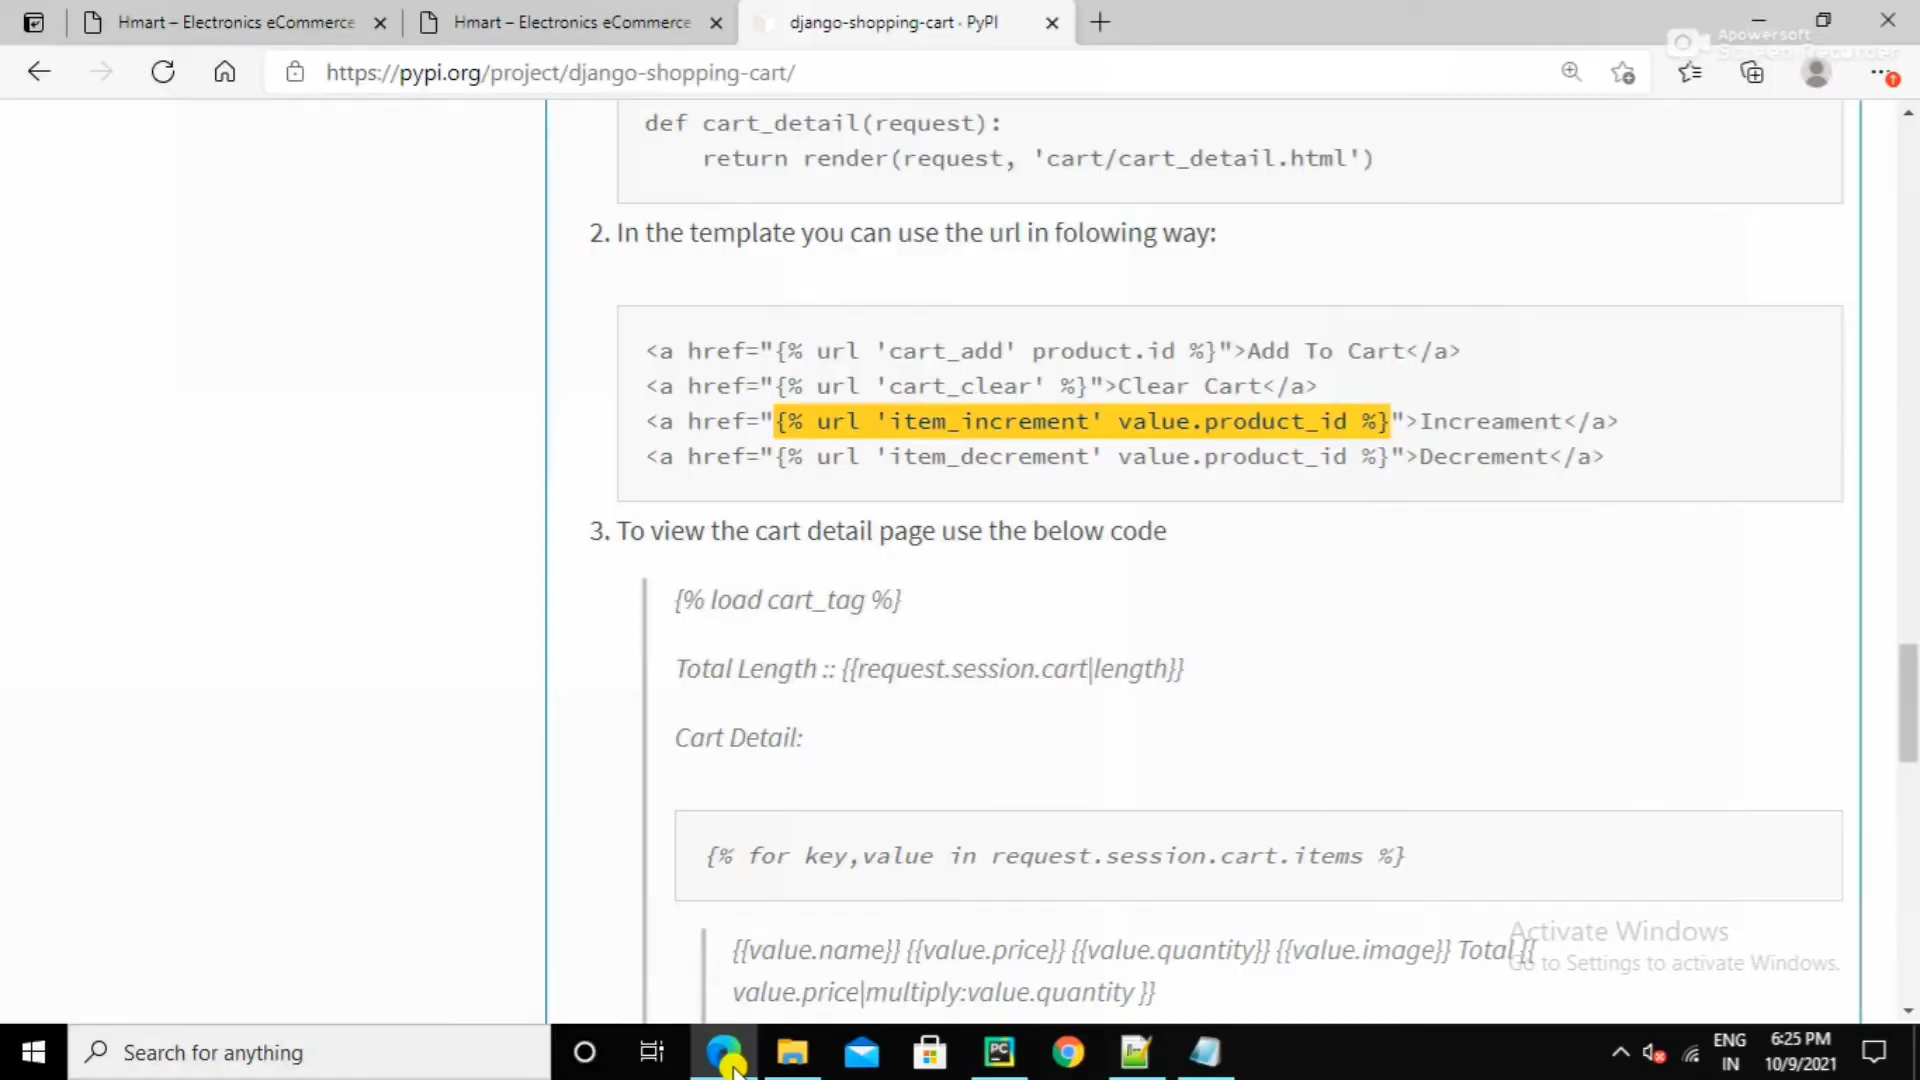 Hmart – Electronics eCommerce
Hmart – Electronics eCommerce
django-shopping-cart · PyPI
Apowersoft
Screen Recorder
https://pypi.org/project/django-shopping-cart/
def cart_detail(request):
return render(request, 'cart/cart_detail.html')
2. In the template you can use the url in folowing way:
<a href="{% url 'cart_add' product.id %}">Add To Cart</a>
<a href="{% url 'cart_clear' %}">Clear Cart</a>
<a href="{% url 'item_increment' value.product_id %}">Increament</a>
<a href="{% url 'item_decrement' value.product_id %}">Decrement</a>
3. To view the cart detail page use the below code
{% load cart_tag %}
Total Length :: {{request.session.cart|length}}
Cart Detail:
{% for key,value in request.session.cart.items %}
{{value.name}} {{value.price}} {{value.quantity}} {{value.image}} Total {{
value.price|multiply:value.quantity }}
Activate Windows
Go to Settings to activate Windows.
Search for anything
PC
ENG
IN
6:25 PM
10/9/2021